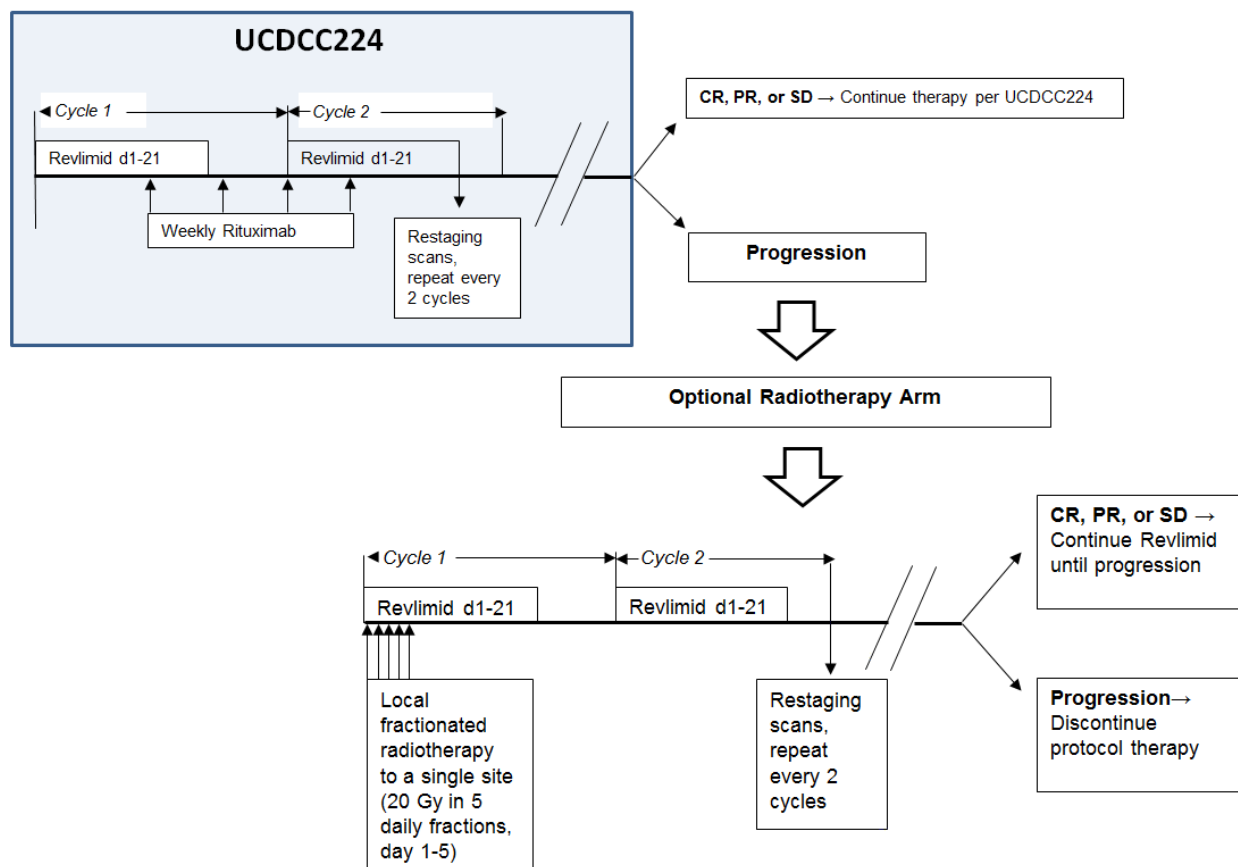 UCDCC224
Cycle 1
Cycle 2
Revlimid d1-21
Revlimid d1-21
Weekly Rituximab
Restaging
scans,
repeat every
2 cycles
CR, PR, or SD → Continue therapy per UCDCC224
Progression
Optional Radiotherapy Arm
Cycle 1
Cycle 2
Revlimid d1-21
Revlimid d1-21
Local
fractionated
radiotherapy
to a single site
(20 Gy in 5
daily fractions,
day 1-5)
Restaging
scans,
repeat
every 2
cycles
CR, PR, or SD →
Continue Revlimid
until progression
Progression→
Discontinue
protocol therapy